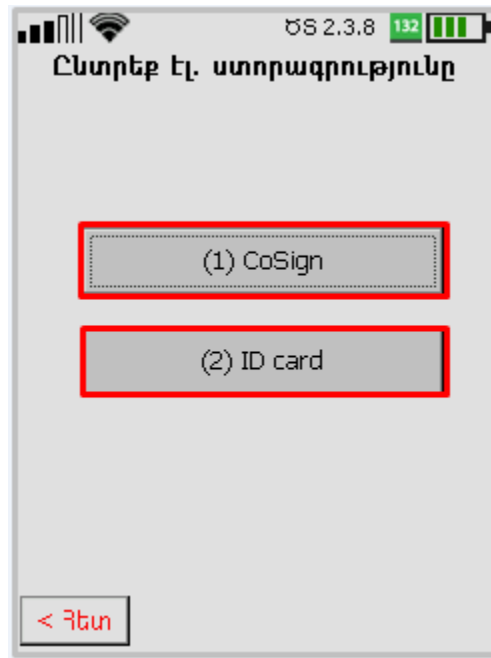 ԾՏ 2.3.8 132
Ընտրեք էլ. ստորագրությունը
(1) CoSign
(2) ID card
< Հետ